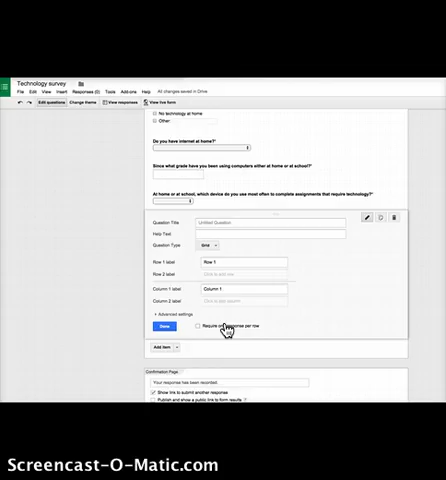 Technology survey
File Edit View Insert Responses (0) Tools Add-ons Help All changes saved in Drive
Edit questions Change theme View responses View live form
No technology at home
Other:
Do you have internet at home?*
Since what grade have you been using computers either at home or at school?*
At home or at school, which device do you use most often to complete assignments that require technology?*
Question Title Untitled Question
Help Text
Question Type Grid
Row 1 label Row 1
Row 2 label Click to add row
Column 1 label Column 1
Column 2 label Click to add column
Advanced settings
Done Require one response per row
Add item
Confirmation Page
Your response has been recorded.
Show link to submit another response
Publish and show a public link to form results
Screencast-O-Matic.com